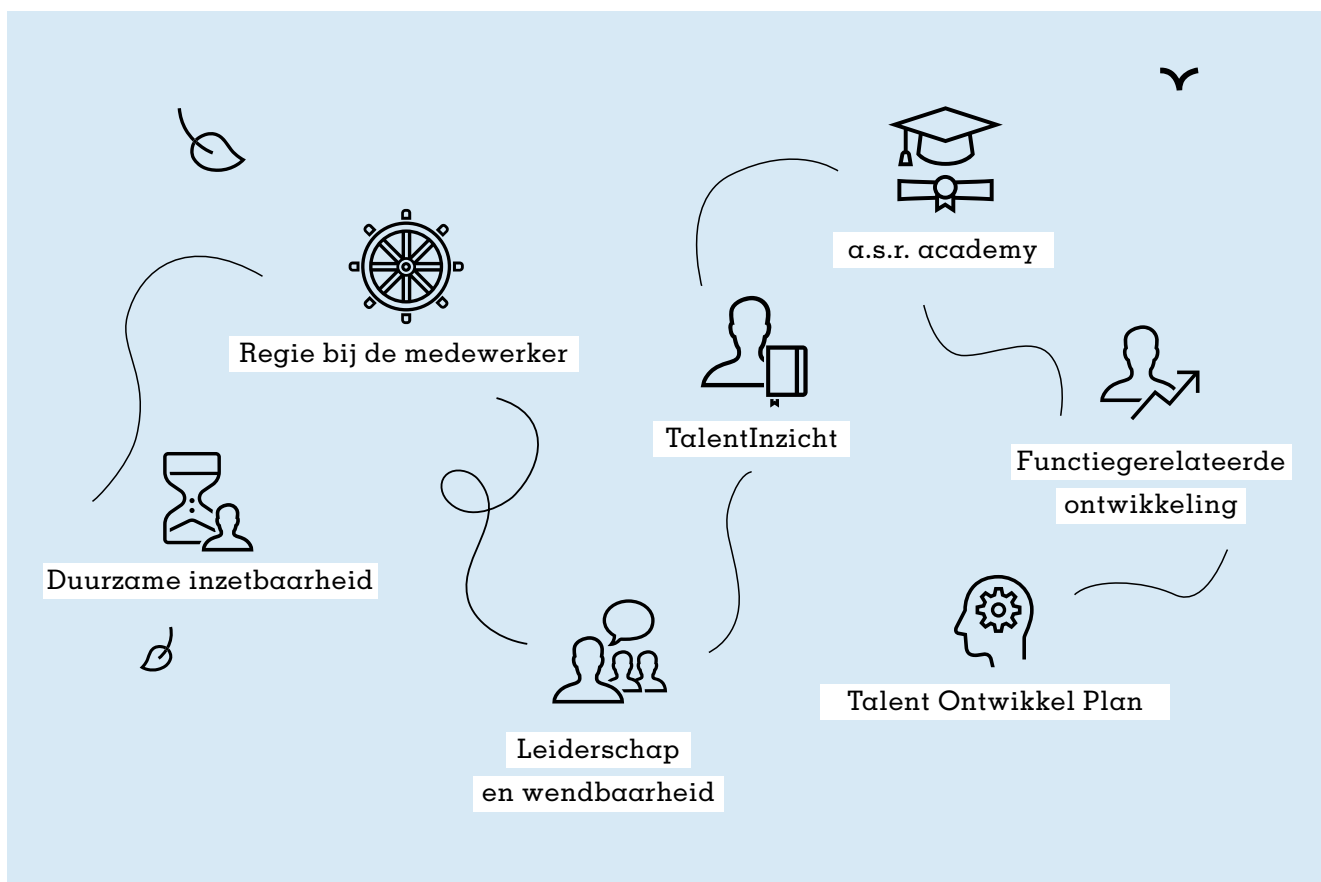 a.s.r. academy
Regie bij de medewerker
TalentInzicht
Functiegerelateerde
ontwikkeling
Duurzame inzetbaarheid
Talent Ontwikkel Plan
Leiderschap
en wendbaarheid